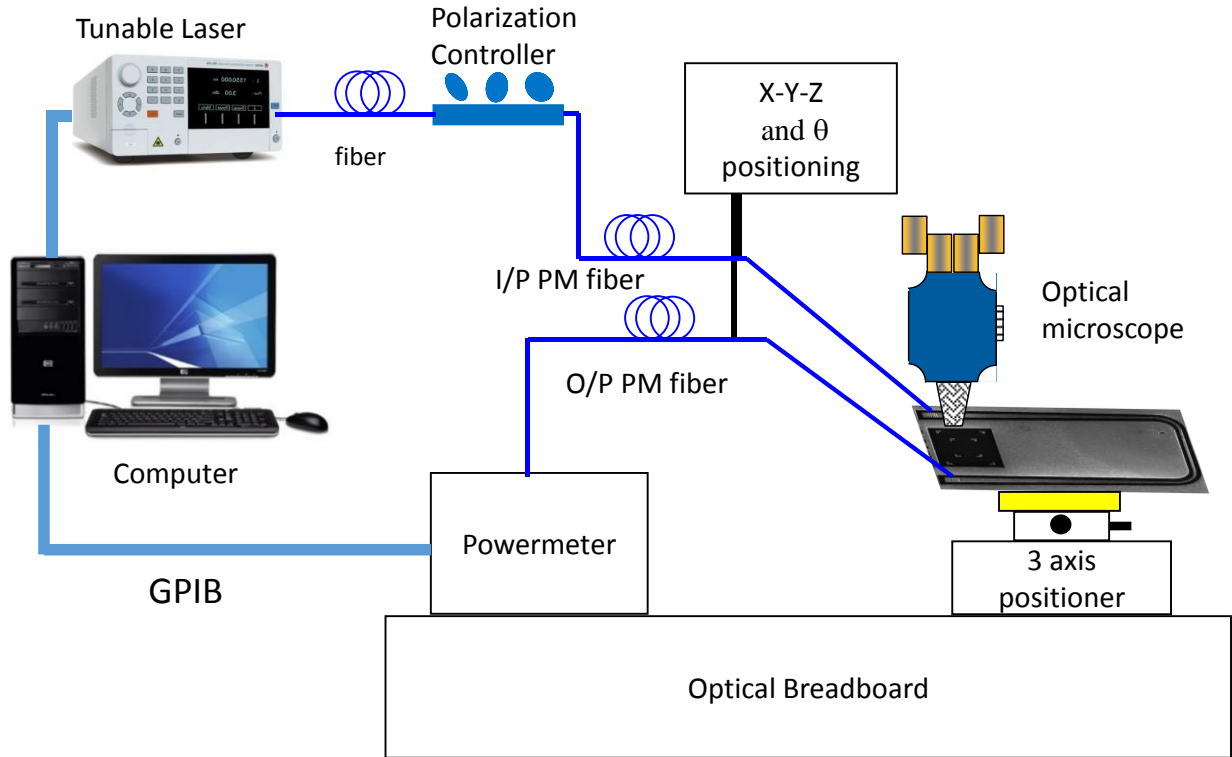 Tunable Laser
Polarization
Controller
fiber
X-Y-Z
and θ
positioning
I/P PM fiber
O/P PM fiber
Optical
microscope
Computer
Powermeter
GPIB
3 axis
positioner
Optical Breadboard